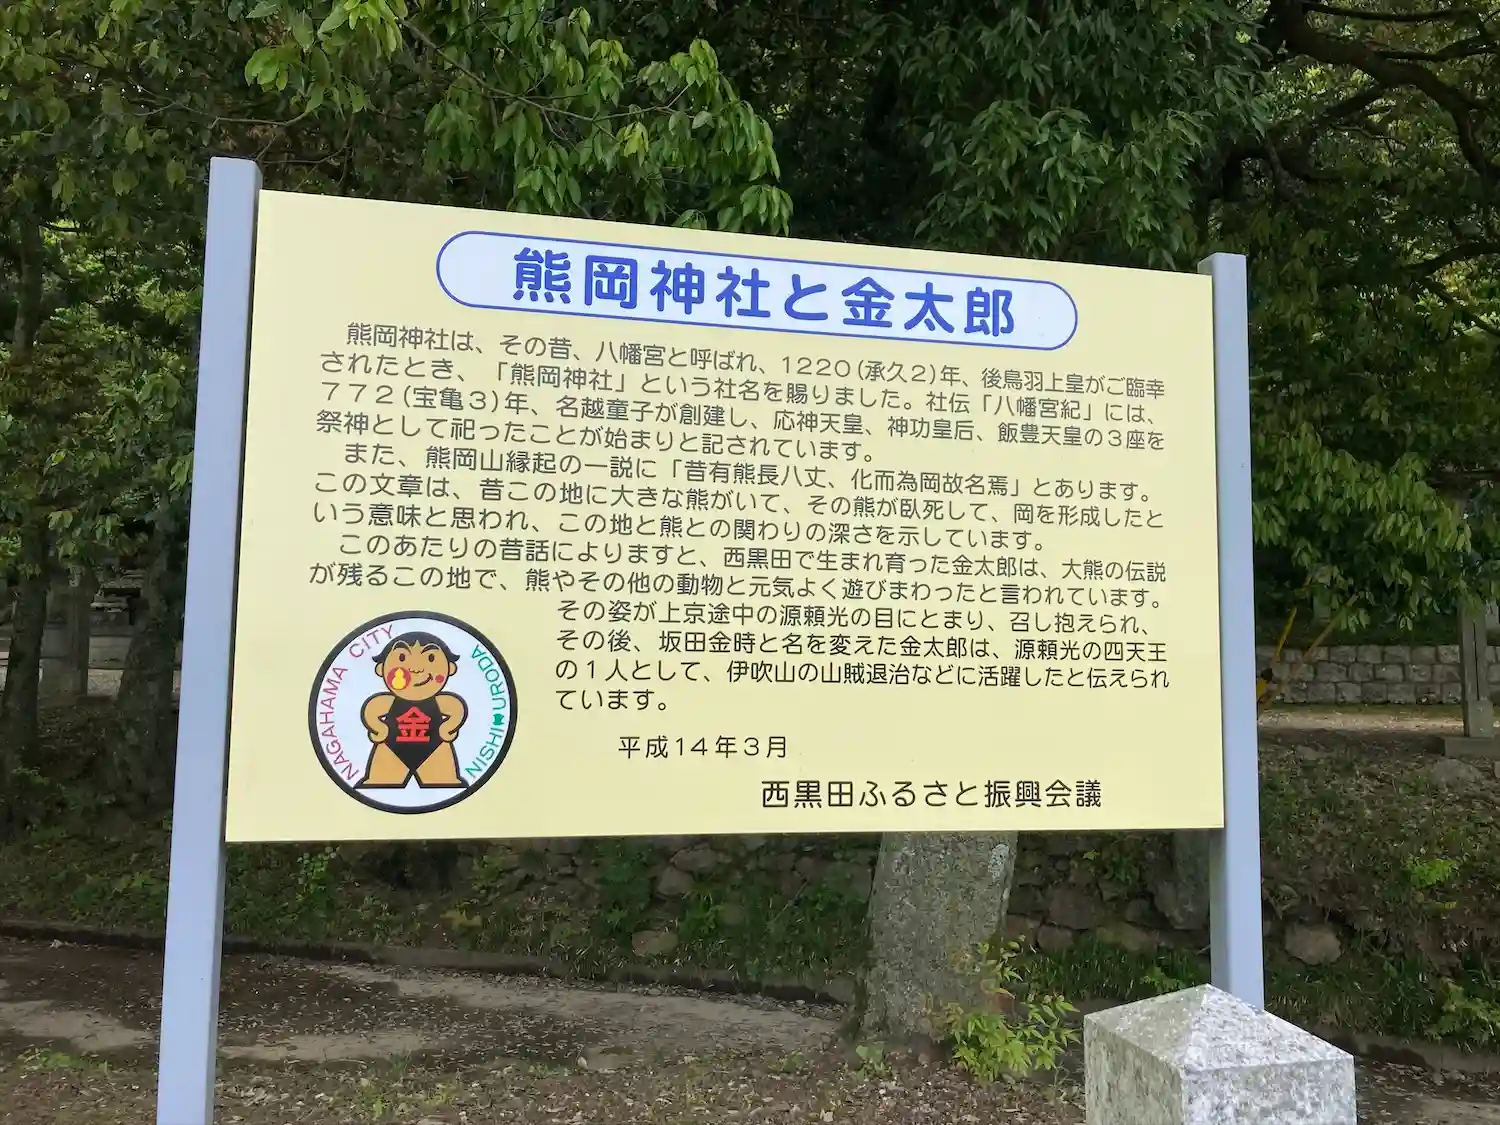 熊岡神社と金太郎
熊岡神社は、その昔、八幡宮と呼ばれ、1220(承久2)年、後鳥羽上皇がご臨幸
されたとき、「熊岡神社」という社名を賜りました。社伝「八幡宮紀」には、
772(宝亀3)年、名越童子が創建し、応神天皇、神功皇后、飯豊天皇の3座を
祭神として祀ったことが始まりと記されています。
また、熊岡山縁起の一説に「昔有熊長八丈、化而為岡故名焉」とあります。
この文章は、昔この地に大きな熊がいて、その熊が臥死して、岡を形成したと
いう意味と思われ、この地と熊との関わりの深さを示しています。
このあたりの昔話によりますと、西黒田で生まれ育った金太郎は、大熊の伝説
が残るこの地で、熊やその他の動物と元気よく遊びまわったと言われています。
その姿が上京途中の源頼光の目にとまり、召し抱えられ、
その後、坂田金時と名を変えた金太郎は、源頼光の四天王
の1人として、伊吹山の山賊退治などに活躍したと伝えられ
ています。
NAGAHAMA CITY
NISHIKURODA
金
平成14年3月
西黒田ふるさと振興会議